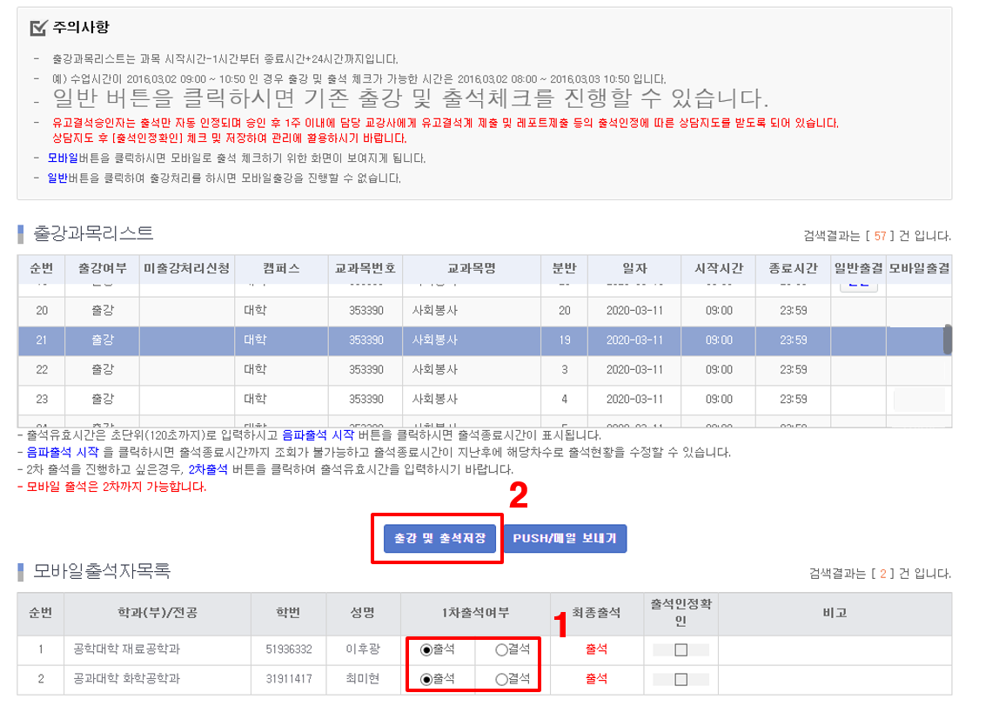 주의사항
- 출강과목리스트는 과목 시작시간-1시간부터 종료시간+24시간까지입니다.
- 예) 수업시간이 2016.03.02 09:00 ~ 10:50 인 경우 출강 및 출석 체크가 가능한 시간은 2016.03.02 08:00 ~ 2016.03.03 10:50 입니다.
- 일반 버튼을 클릭하시면 기존 출강 및 출석체크를 진행할 수 있습니다.
- 유고결석승인자는 출석만 자동 인정되며 승인 후 1주 이내에 담당 교강사에게 유고결석계 제출 및 레포트제출 등의 출석인정에 따른 상담지도를 받도록 되어 있습니다.
상담지도 후 [출석인정확인] 체크 및 저장하여 관리에 활용하시기 바랍니다.
- 모바일버튼을 클릭하시면 모바일로 출석 체크하기 위한 화면이 보여지게 됩니다.
- 일반버튼을 클릭하여 출강처리를 하시면 모바일출강을 진행할 수 없습니다.
출강과목리스트 검색결과는 [ 57 ] 건 입니다.
순번 출강여부 미출강처리신청 캠퍼스 교과목번호 교과목명 분반 일자 시작시간 종료시간 일반출결 모바일출결
20 출강 대학 353390 사회봉사 20 2020-03-11 09:00 23:59
21 출강 대학 353390 사회봉사 19 2020-03-11 09:00 23:59
22 출강 대학 353390 사회봉사 3 2020-03-11 09:00 23:59
23 출강 대학 353390 사회봉사 4 2020-03-11 09:00 23:59
- 출석유효시간은 초단위(120초까지)로 입력하시고 음파출석 시작 버튼을 클릭하시면 출석종료시간이 표시됩니다.
- 음파출석 시작 을 클릭하시면 출석종료시간까지 조회가 불가능하고 출석종료시간이 지난후에 해당차수로 출석현황을 수정할 수 있습니다.
- 2차 출석을 진행하고 싶은경우, 2차출석 버튼을 클릭하여 출석유효시간을 입력하시기 바랍니다.
- 모바일 출석은 2차까지 가능합니다.
2
출강 및 출석저장 PUSH/메일 보내기
모바일출석자목록 검색결과는 [ 2 ] 건 입니다.
순번 학과(부)/전공 학번 성명 1차출석여부 1 최종출석 출석인정확인 비고
1 공학대학 재료공학과 51936332 이후광 출석 결석 출석
2 공과대학 화학공학과 31911417 최미현 출석 결석 출석